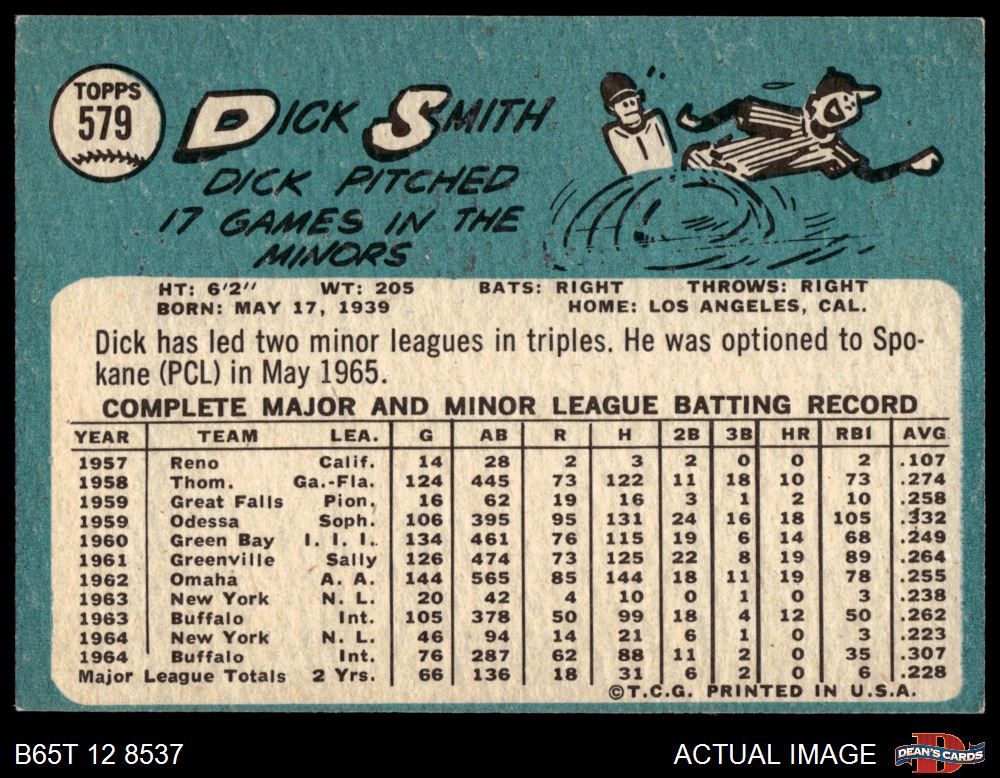 TOPPS
579
DICK SMITH
DICK PITCHED
17 GAMES IN THE
MINORS
HT: 6'2" WT: 205 BATS: RIGHT THROWS: RIGHT
BORN: MAY 17, 1939 HOME: LOS ANGELES, CAL.
Dick has led two minor leagues in triples. He was optioned to Spo-
kane (PCL) in May 1965.
COMPLETE MAJOR AND MINOR LEAGUE BATTING RECORD
YEAR TEAM LEA. G AB R H 2B 3B HR RBI AVG.
1957 Reno Calif. 14 28 2 3 2 0 0 2 .107
1958 Thom. Ga.-Fla. 124 445 73 122 11 18 10 73 .274
1959 Great Falls Pion. 16 62 19 16 3 1 2 10 .258
1959 Odessa Soph. 106 395 95 131 24 16 18 105 .332
1960 Green Bay I. I. I. 134 461 76 115 19 6 14 68 .249
1961 Greenville Sally 126 474 73 125 22 8 19 89 .264
1962 Omaha A. A. 144 565 85 144 18 11 19 78 .255
1963 New York N. L. 20 42 4 10 0 1 0 3 .238
1963 Buffalo Int. 105 378 50 99 18 4 12 50 .262
1964 New York N. L. 46 94 14 21 6 1 0 3 .223
1964 Buffalo Int. 76 287 62 88 11 2 0 35 .307
Major League Totals 2 Yrs. 66 136 18 31 6 2 0 6 .228
©T.C.G. PRINTED IN U.S.A.
B65T 12 8537 ACTUAL IMAGE DEAN'S CARDS